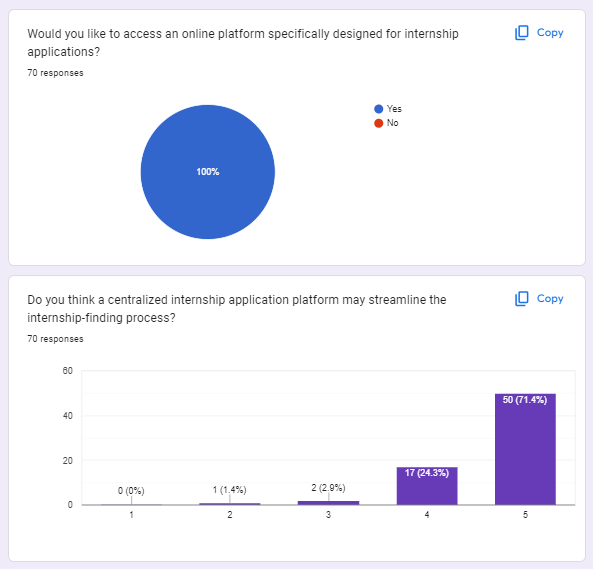 Would you like to access an online platform specifically designed for internship
applications?
Copy
70 responses
Yes
No
100%
Do you think a centralized internship application platform may streamline the
internship-finding process?
Copy
70 responses
60
40
20
0
0 (0%)
1 (1.4%)
2 (2.9%)
17 (24.3%)
50 (71.4%)
1
2
3
4
5